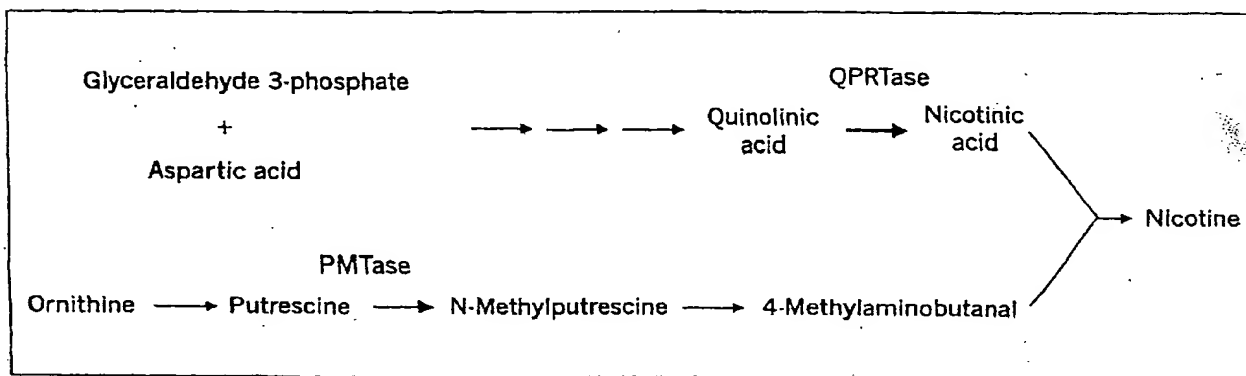 Glyceraldehyde 3-phosphate
+
Aspartic acid
QPRTase
Quinolinic acid
Nicotinic acid
Nicotine
PMTase
Ornithine
Putrescine
N-Methylputrescine
4-Methylaminobutanal